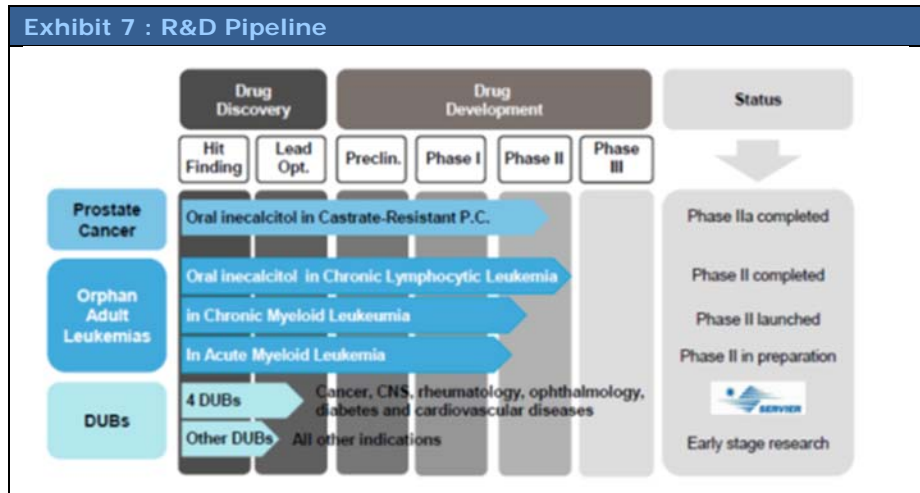 Exhibit 7 : R&D Pipeline
Drug
Discovery
Drug
Development
Status
Hit
Finding
Lead
Opt.
Preclin.
Phase I
Phase II
Phase
III
Prostate
Cancer
Oral inecalcitol in Castrate-Resistant P.C.
Phase IIa completed
Orphan
Adult
Leukemias
Oral inecalcitol in Chronic Lymphocytic Leukemia
Phase II completed
in Chronic Myeloid Leukeumia
Phase II launched
In Acute Myeloid Leukemia
Phase II in preparation
DUBs
4 DUBs
Cancer, CNS, rheumatology, ophthalmology,
diabetes and cardiovascular diseases
SERVIER
Other DUBs
All other indications
Early stage research